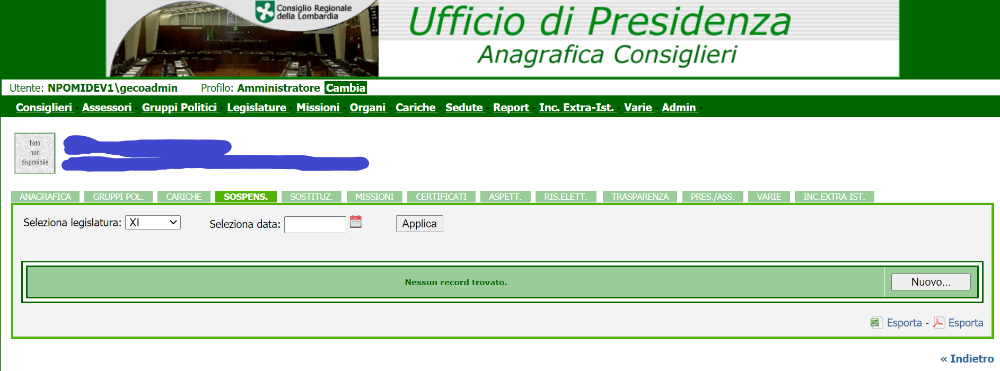 Consiglio Regionale
della Lombardia
Ufficio di Presidenza
Anagrafica Consiglieri
Utente: NPOMIDEV1\gecoadmin Profilo: Amministratore Cambia
Consiglieri - Assessori - Gruppi Politici - Legislature - Missioni - Organi - Cariche - Sedute - Report - Inc. Extra-Ist. - Varie - Admin -
Foto
non
disponibile
ANAGRAFICA GRUPPI POL. CARICHE SOSPENS. SOSTITUZ. MISSIONI CERTIFICATI ASPETT. RIS.ELETT. TRASPARENZA PRES./ASS. VARIE INC.EXTRA-IST.
Seleziona legislatura: XI Seleziona data: Applica
Nessun record trovato. Nuovo...
Esporta - Esporta
« Indietro